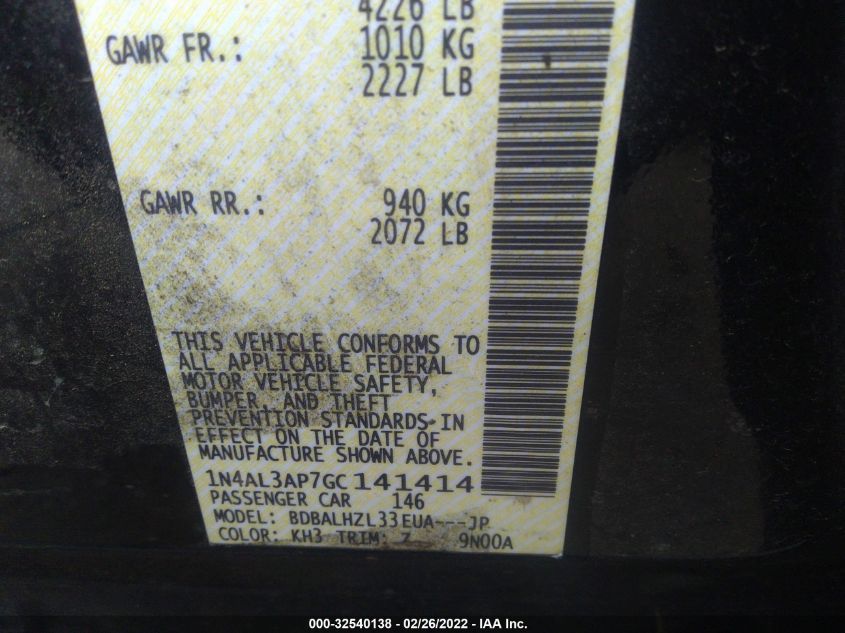 4226 LB
GAWR FR.: 1010 KG
2227 LB
GAWR RR.: 940 KG
2072 LB
THIS VEHICLE CONFORMS TO
ALL APPLICABLE FEDERAL
MOTOR VEHICLE SAFETY,
BUMPER, AND THEFT
PREVENTION STANDARDS IN
EFFECT ON THE DATE OF
MANUFACTURE SHOWN ABOVE.
1N4AL3AP7GC141414
PASSENGER CAR 146
MODEL: BDBALHZL33EUA---JP
COLOR: KH3 TRIM: Z 9N00A
000-32540138 - 02/26/2022 - IAA Inc.